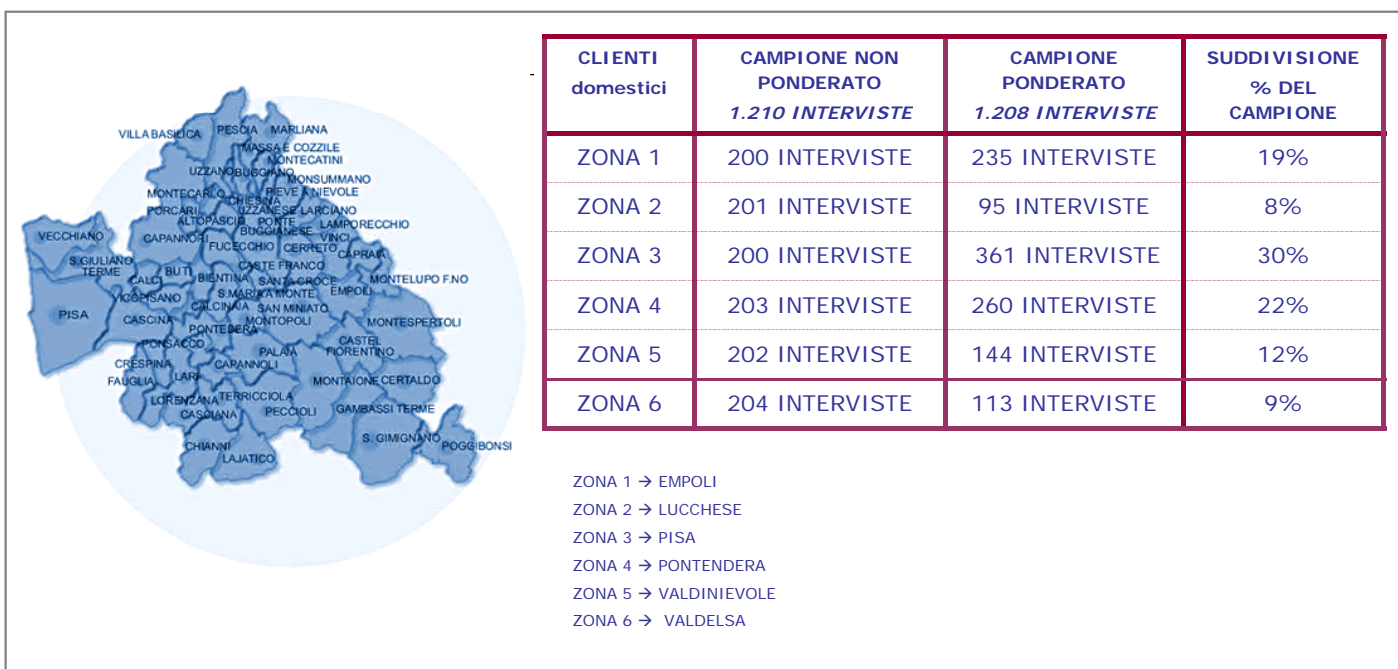 CLIENTI domestici CAMPIONE NON PONDERATO 1.210 INTERVISTE CAMPIONE PONDERATO 1.208 INTERVISTE SUDDIVISIONE % DEL CAMPIONE
ZONA 1 200 INTERVISTE 235 INTERVISTE 19%
ZONA 2 201 INTERVISTE 95 INTERVISTE 8%
ZONA 3 200 INTERVISTE 361 INTERVISTE 30%
ZONA 4 203 INTERVISTE 260 INTERVISTE 22%
ZONA 5 202 INTERVISTE 144 INTERVISTE 12%
ZONA 6 204 INTERVISTE 113 INTERVISTE 9%
ZONA 1 → EMPOLI
ZONA 2 → LUCCHESE
ZONA 3 → PISA
ZONA 4 → PONTENDERA
ZONA 5 → VALDINIEVOLE
ZONA 6 → VALDELSA
VILLA BASILICA PESCIA MARLIANA
MASSA E COZZILE
MONTECATINI
UZZANO BUGGIANO
MONSUMMANO
MONTECARLO PIEVE A NIEVOLE
CHIESINA
PORCARI UZZANESE LARCIANO
ALTOPASCIO PONTE LAMPORECCHIO
BUGGIANESE
VECCHIANO CAPANNORI VINCI
FUCECCHIO CERRETO CAPRAIA
S.GIULIANO TERME
CASTE FRANCO
CALCI BUTI BIENTINA SANTA CROCE MONTELUPO F.NO
VICOPISANO S.MARIA A MONTE EMPOLI
CALCINAIA SAN MINIATO
PISA CASCINA MONTOPOLI MONTESPERTOLI
PONTEDERA
PONSACCO CASTEL FIORENTINO
PALAIA
CRESPINA CAPANNOLI
FAUGLIA LARI MONTAIONE CERTALDO
LORENZANA TERRICCIOLA
CASCIANA PECCIOLI GAMBASSI TERME
CHIANNI S. GIMIGNANO POGGIBONSI
LAJATICO